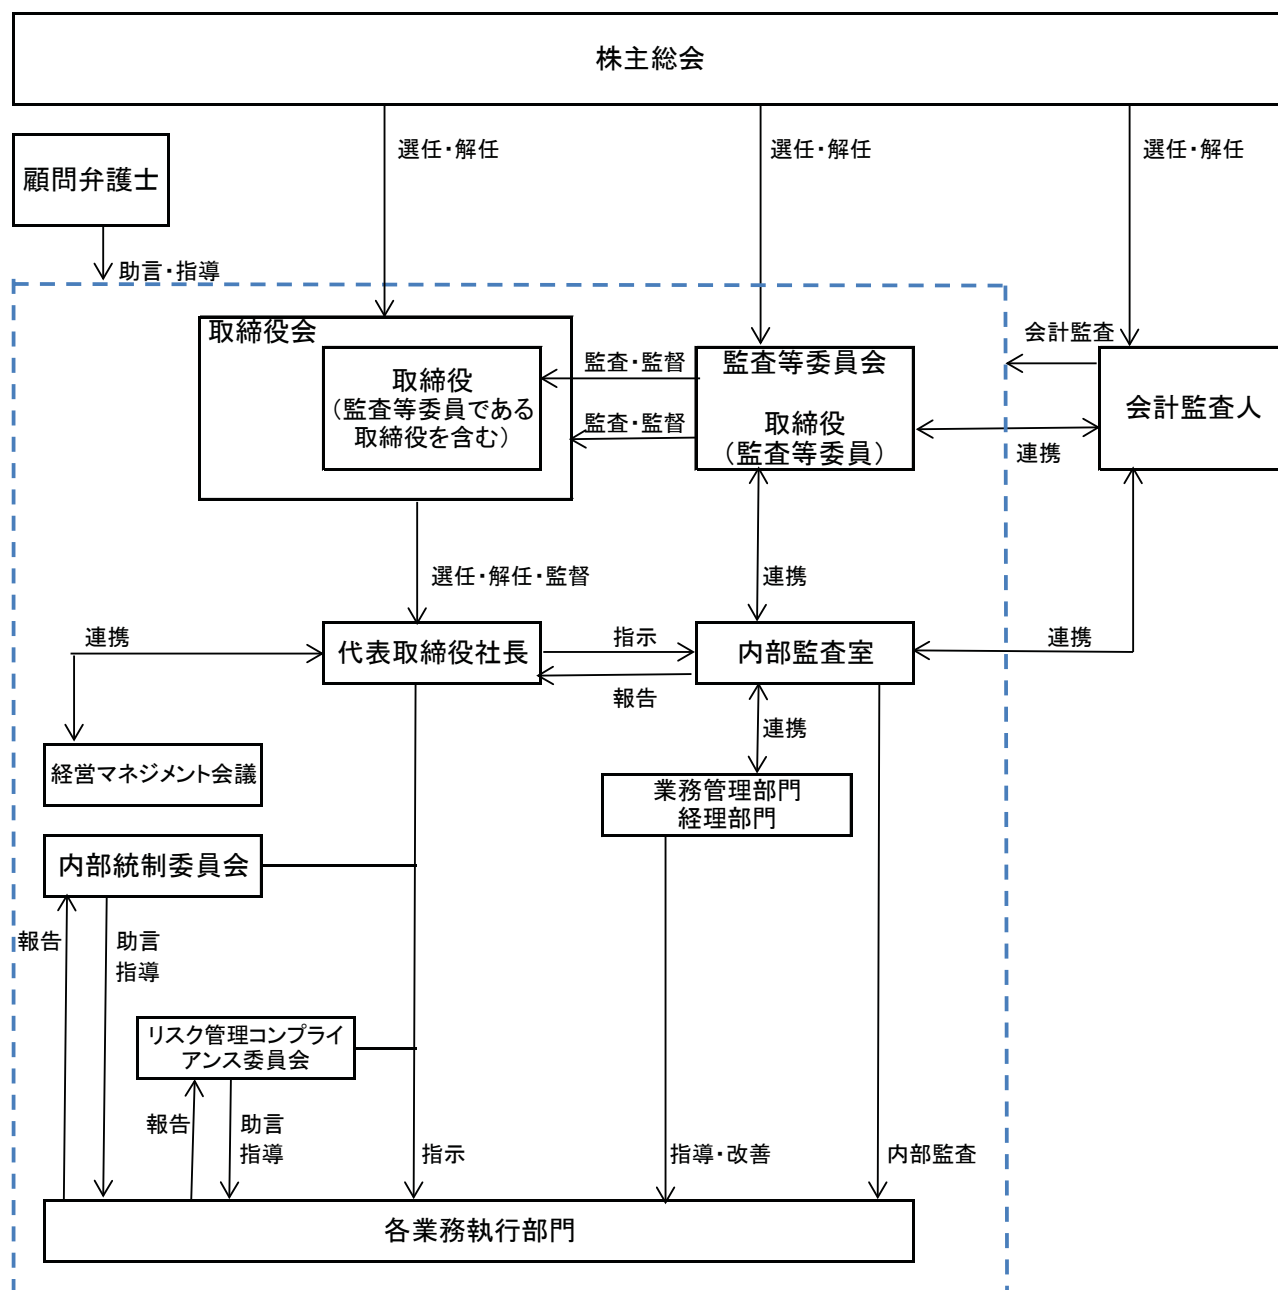 株主総会
選任・解任
選任・解任
選任・解任
顧問弁護士
助言・指導
取締役会
取締役
（監査等委員である
取締役を含む）
監査・監督
監査・監督
監査等委員会
取締役
（監査等委員）
会計監査
会計監査人
連携
選任・解任・監督
連携
連携
代表取締役社長
指示
報告
内部監査室
連携
連携
経営マネジメント会議
業務管理部門
経理部門
内部統制委員会
報告
助言
指導
リスク管理コンプライ
アンス委員会
報告
助言
指導
指示
指導・改善
内部監査
各業務執行部門